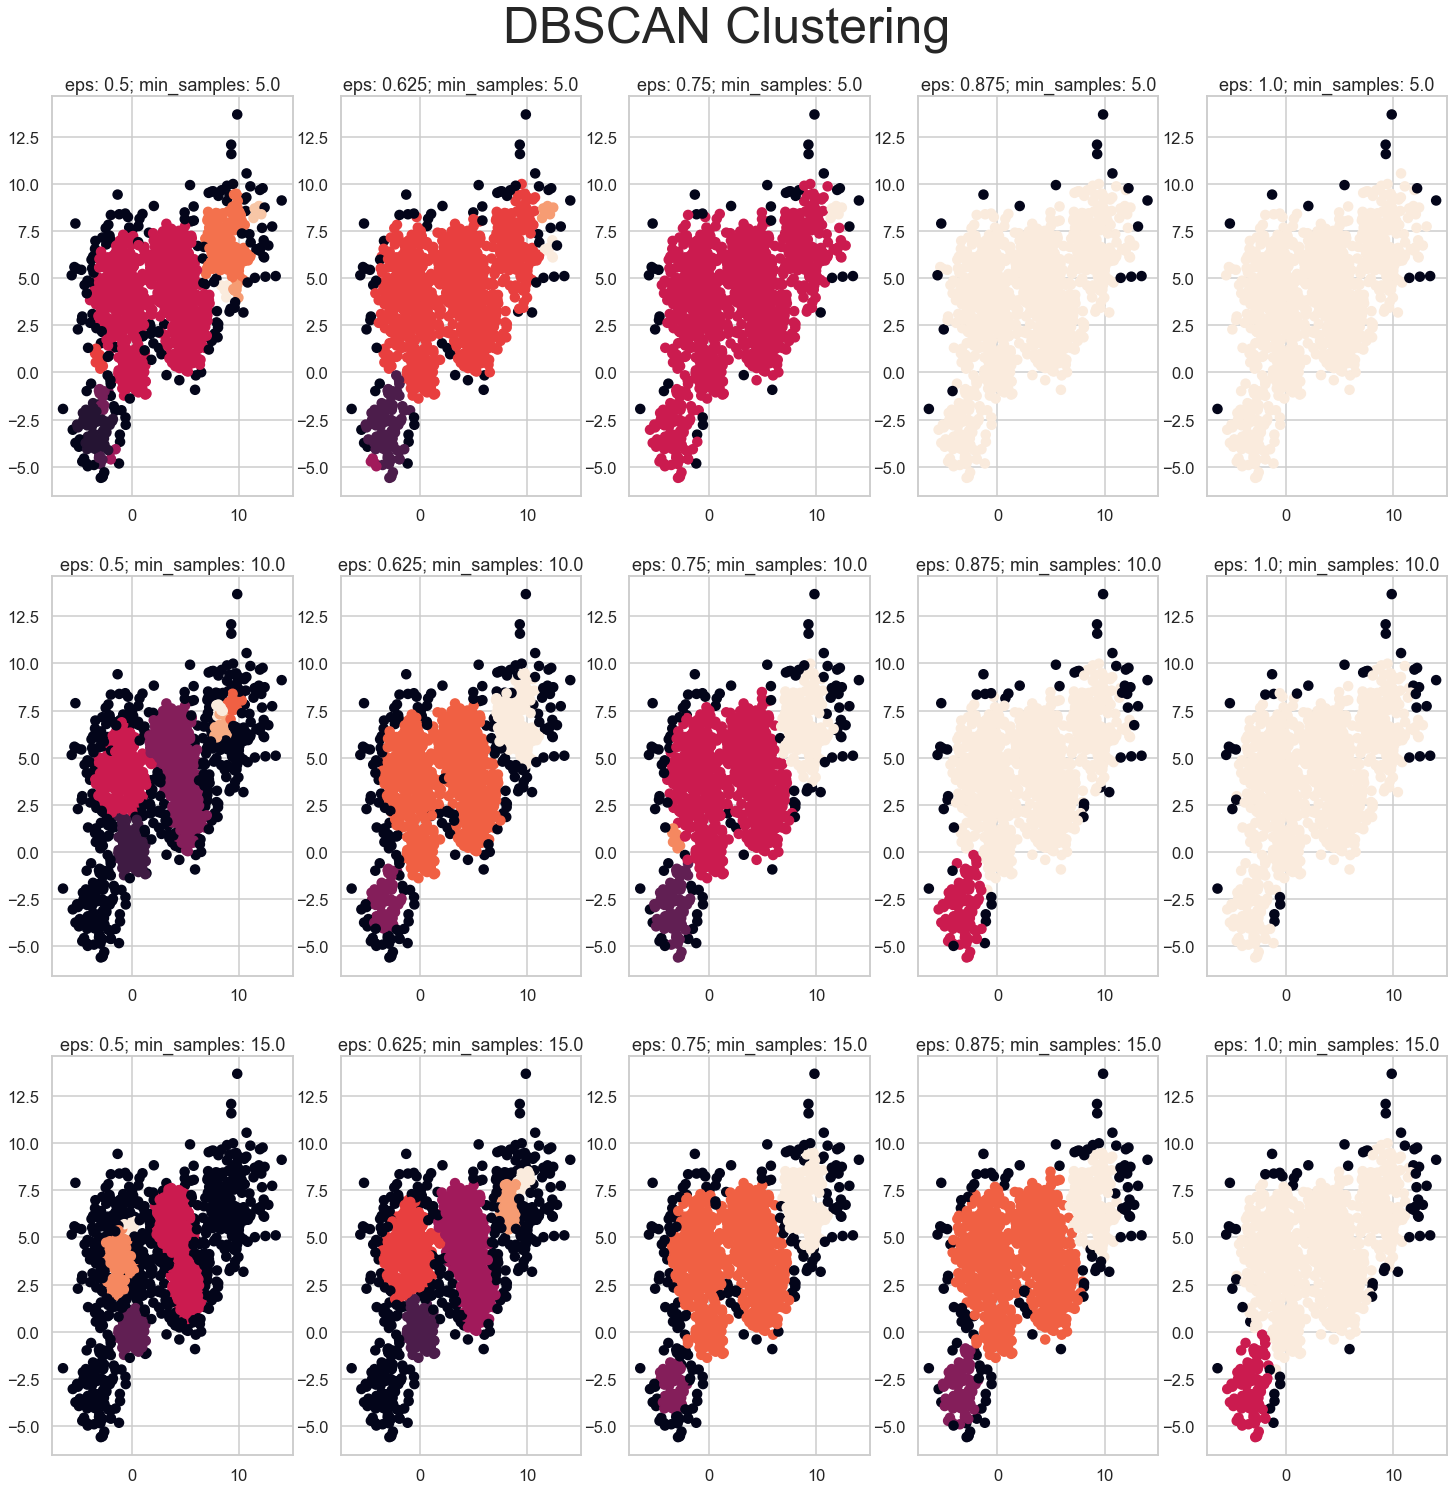 DBSCAN Clustering
eps: 0.5; min_samples: 5.0
eps: 0.625; min_samples: 5.0
eps: 0.75; min_samples: 5.0
eps: 0.875; min_samples: 5.0
eps: 1.0; min_samples: 5.0
12.5 12.5 12.5 12.5 12.5
10.0 10.0 10.0 10.0 10.0
7.5 7.5 7.5 7.5 7.5
5.0 5.0 5.0 5.0 5.0
2.5 2.5 2.5 2.5 2.5
0.0 0.0 0.0 0.0 0.0
−2.5 −2.5 −2.5 −2.5 −2.5
−5.0 −5.0 −5.0 −5.0 −5.0
0 10 0 10 0 10 0 10 0 10
eps: 0.5; min_samples: 10.0
eps: 0.625; min_samples: 10.0
eps: 0.75; min_samples: 10.0
eps: 0.875; min_samples: 10.0
eps: 1.0; min_samples: 10.0
12.5 12.5 12.5 12.5 12.5
10.0 10.0 10.0 10.0 10.0
7.5 7.5 7.5 7.5 7.5
5.0 5.0 5.0 5.0 5.0
2.5 2.5 2.5 2.5 2.5
0.0 0.0 0.0 0.0 0.0
−2.5 −2.5 −2.5 −2.5 −2.5
−5.0 −5.0 −5.0 −5.0 −5.0
0 10 0 10 0 10 0 10 0 10
eps: 0.5; min_samples: 15.0
eps: 0.625; min_samples: 15.0
eps: 0.75; min_samples: 15.0
eps: 0.875; min_samples: 15.0
eps: 1.0; min_samples: 15.0
12.5 12.5 12.5 12.5 12.5
10.0 10.0 10.0 10.0 10.0
7.5 7.5 7.5 7.5 7.5
5.0 5.0 5.0 5.0 5.0
2.5 2.5 2.5 2.5 2.5
0.0 0.0 0.0 0.0 0.0
−2.5 −2.5 −2.5 −2.5 −2.5
−5.0 −5.0 −5.0 −5.0 −5.0
0 10 0 10 0 10 0 10 0 10